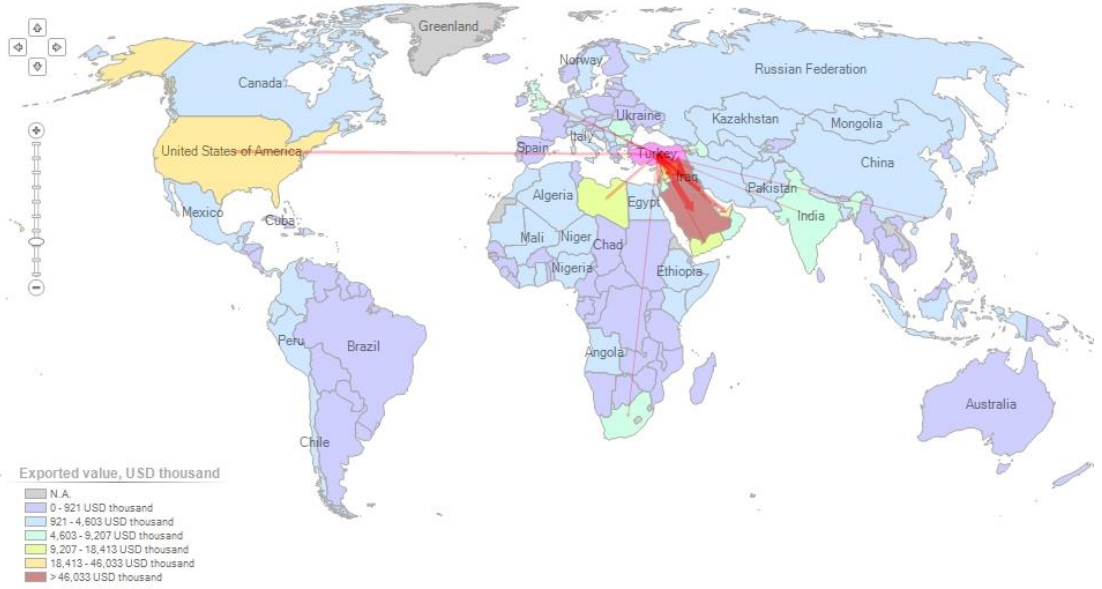 Greenland
Norway
Russian Federation
Canada
Ukraine
Kazakhstan
Mongolia
Italy
United States of America
Spain
Turkey
China
Iraq
Pakistan
Algeria
Egypt
Mexico
India
Cuba
Mali
Niger
Chad
Nigeria
Ethiopia
Peru
Brazil
Angola
Australia
Chile
Exported value, USD thousand
N.A.
0 - 921 USD thousand
921 - 4,603 USD thousand
4,603 - 9,207 USD thousand
9,207 - 18,413 USD thousand
18,413 - 46,033 USD thousand
> 46,033 USD thousand